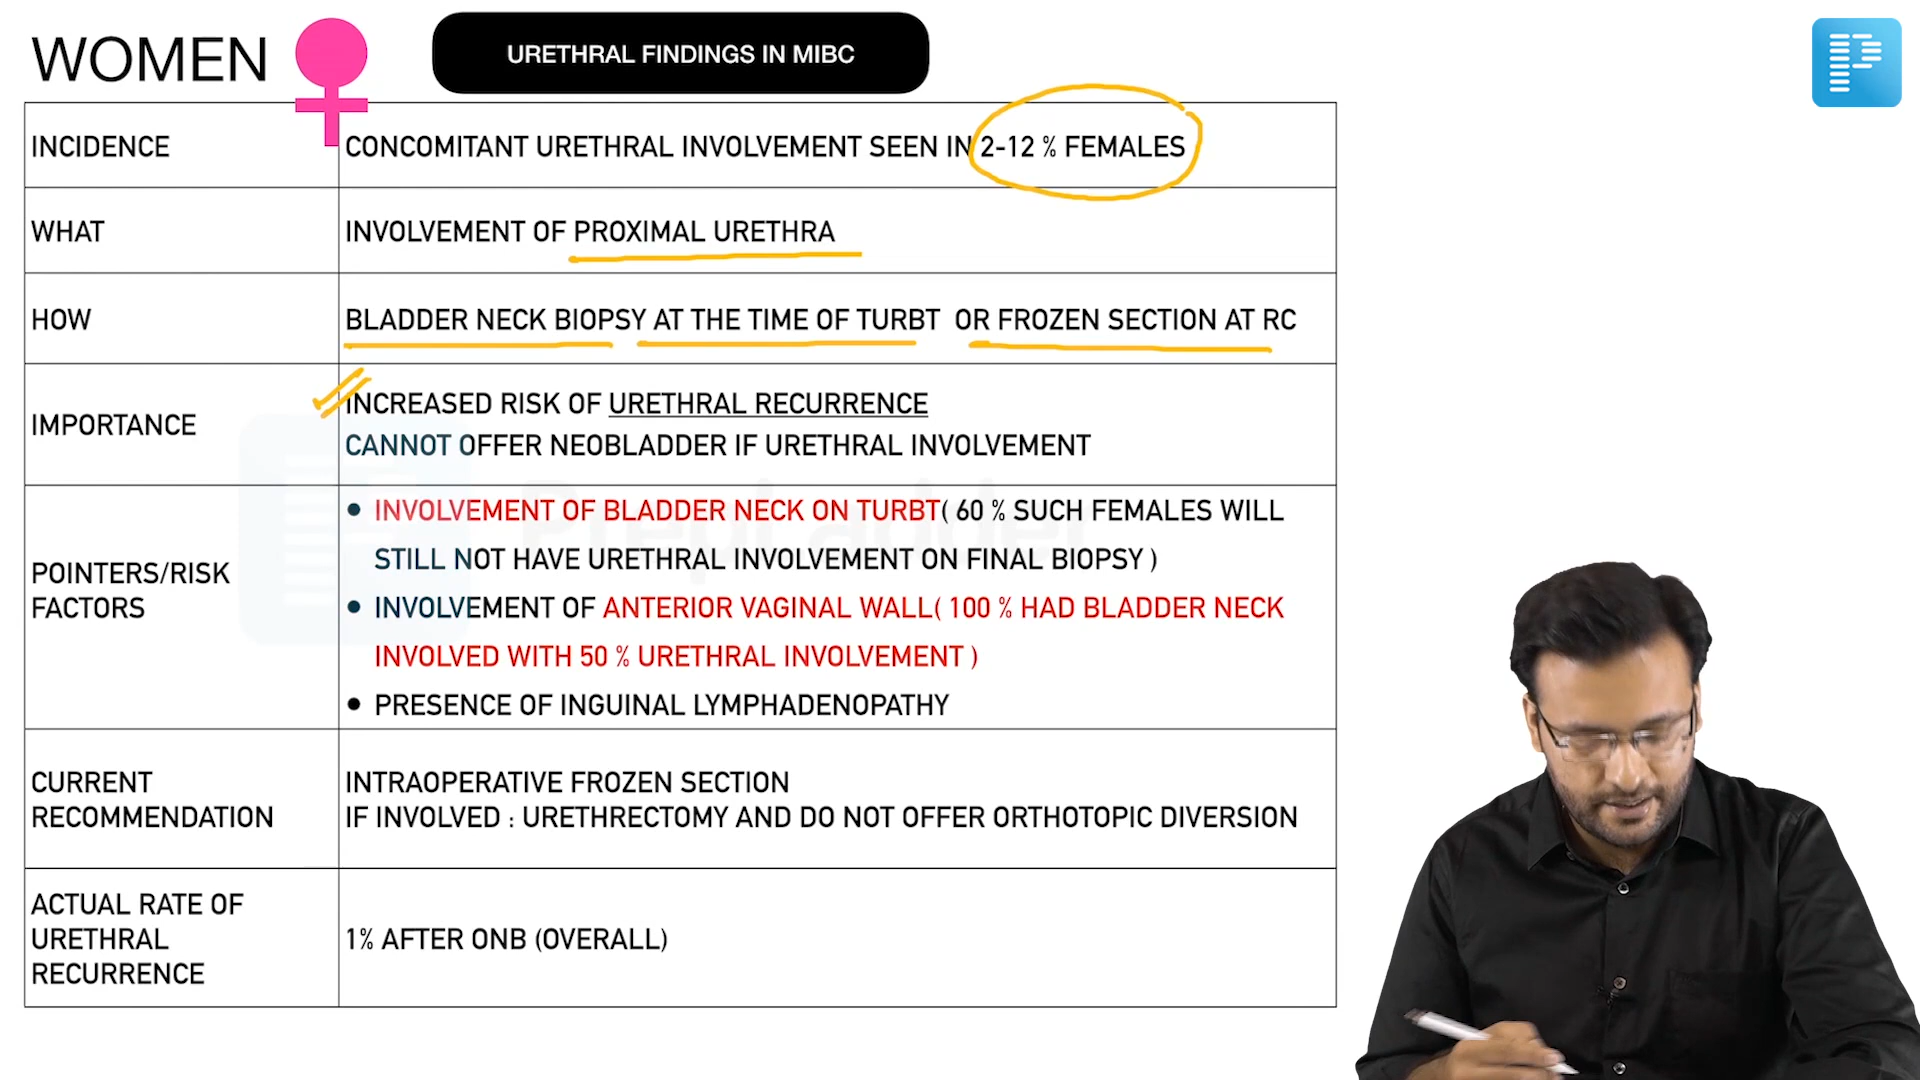 WOMEN
URETHRAL FINDINGS IN MIBC
INCIDENCE
CONCOMITANT URETHRAL INVOLVEMENT SEEN IN 2-12 % FEMALES
WHAT
INVOLVEMENT OF PROXIMAL URETHRA
HOW
BLADDER NECK BIOPSY AT THE TIME OF TURBT OR FROZEN SECTION AT RC
IMPORTANCE
INCREASED RISK OF URETHRAL RECURRENCE
CANNOT OFFER NEOBLADDER IF URETHRAL INVOLVEMENT
POINTERS/RISK
FACTORS
• INVOLVEMENT OF BLADDER NECK ON TURBT( 60 % SUCH FEMALES WILL
STILL NOT HAVE URETHRAL INVOLVEMENT ON FINAL BIOPSY )
• INVOLVEMENT OF ANTERIOR VAGINAL WALL( 100 % HAD BLADDER NECK
INVOLVED WITH 50 % URETHRAL INVOLVEMENT )
• PRESENCE OF INGUINAL LYMPHADENOPATHY
CURRENT
RECOMMENDATION
INTRAOPERATIVE FROZEN SECTION
IF INVOLVED : URETHRECTOMY AND DO NOT OFFER ORTHOTOPIC DIVERSION
ACTUAL RATE OF
URETHRAL
RECURRENCE
1% AFTER ONB (OVERALL)
PrepLadder